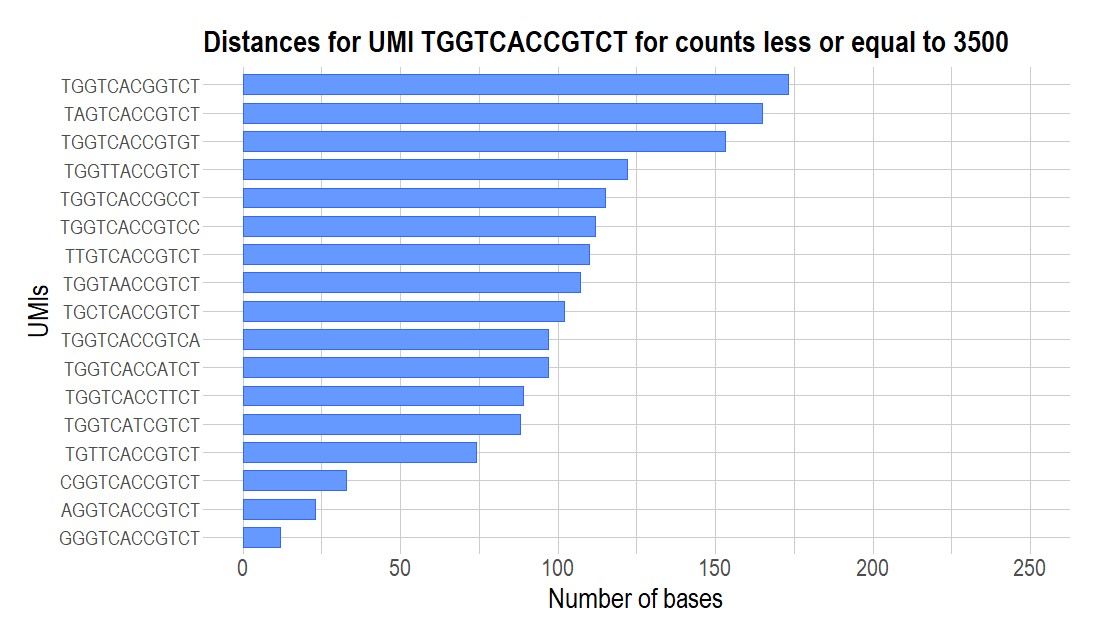 Distances for UMI TGGTCACCGTCT for counts less or equal to 3500
TGGTCACGGTCT
TAGTCACCGTCT
TGGTCACCGTGT
TGGTTACCGTCT
TGGTCACCGCCT
TGGTCACCGTCC
TTGTCACCGTCT
TGGTAACCGTCT
TGCTCACCGTCT
TGGTCACCGTCA
TGGTCACCATCT
TGGTCACCTTCT
TGGTCATCGTCT
TGTTCACCGTCT
CGGTCACCGTCT
AGGTCACCGTCT
GGGTCACCGTCT
UMIs
0 50 100 150 200 250
Number of bases